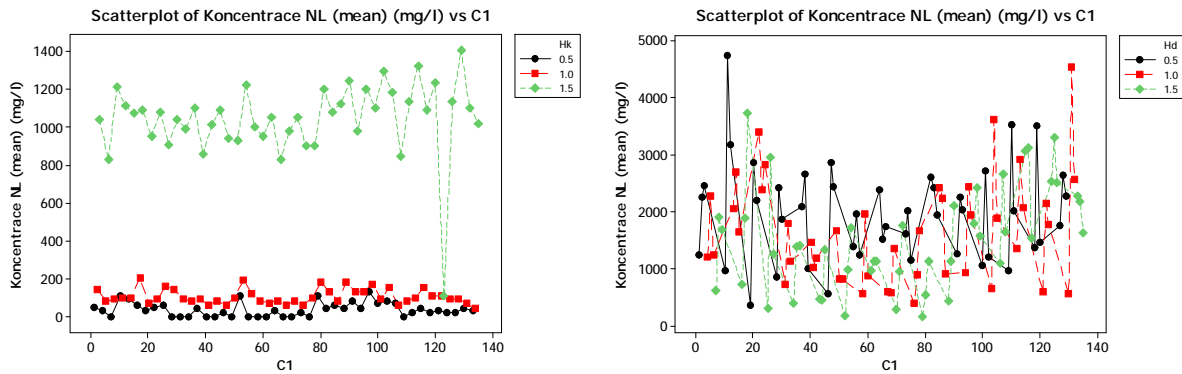 Scatterplot of Koncentrace NL (mean) (mg/l) vs C1
Koncentrace NL (mean) (mg/l)
1400
1200
1000
800
600
400
200
0
0 20 40 60 80 100 120 140
C1
Hk
0.5
1.0
1.5
Scatterplot of Koncentrace NL (mean) (mg/l) vs C1
Koncentrace NL (mean) (mg/l)
5000
4000
3000
2000
1000
0
0 20 40 60 80 100 120 140
C1
Hd
0.5
1.0
1.5